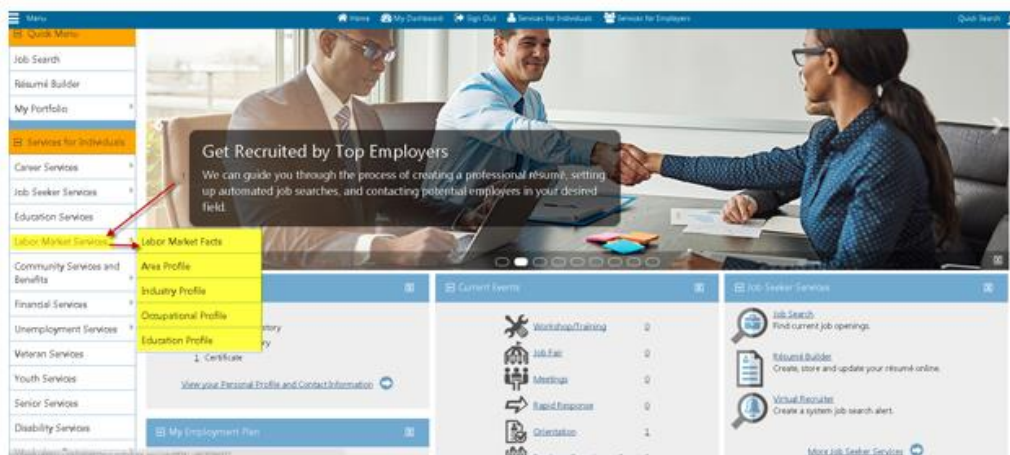 Menu
Home
My Dashboard
Sign Out
Services for Individuals
Services for Employers
Quick Search
Quick Menu
Job Search
Résumé Builder
My Portfolio
Services for Individuals
Career Services
Job Seeker Services
Education Services
Labor Market Services
Community Services and
Benefits
Financial Services
Unemployment Services
Veteran Services
Youth Services
Senior Services
Disability Services
Labor Market Facts
Area Profile
Industry Profile
Occupational Profile
Education Profile
Get Recruited by Top Employers
We can guide you through the process of creating a professional résumé, setting
up automated job searches, and contacting potential employers in your desired
field.
1 Certificate
View your Personal Profile and Contact Information
My Employment Plan
Current Events
Workshop/Training 0
Job Fair 0
Meetings 0
Rapid Response 0
Orientation 1
Job Seeker Services
Job Search
Find current job openings.
Résumé Builder
Create, store and update your résumé online.
Virtual Recruiter
Create a system job search alert.
More Job Seeker Services